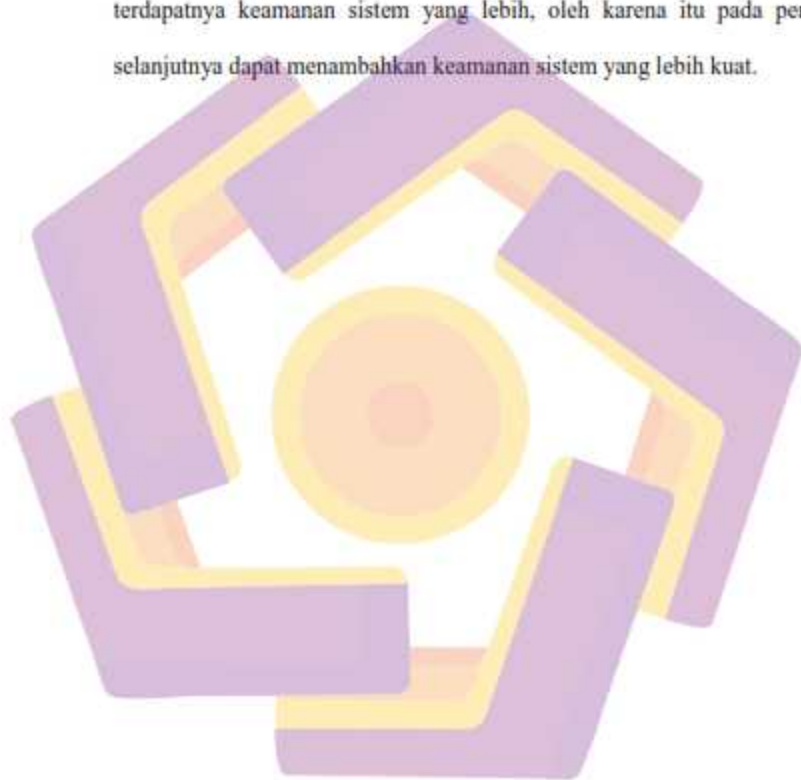 terdapatnya keamanan sistem yang lebih, oleh karena itu pada
selanjutnya dapat menambahkan keamanan sistem yang lebih kuat.